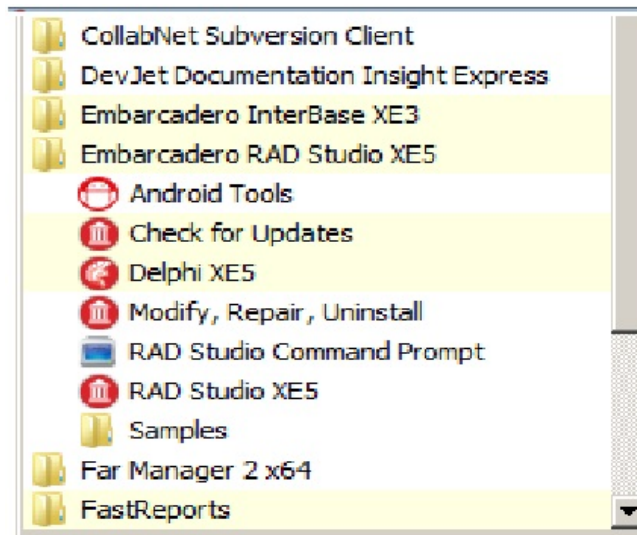 CollabNet Subversion Client
DevJet Documentation Insight Express
Embarcadero InterBase XE3
Embarcadero RAD Studio XE5
Android Tools
Check for Updates
Delphi XE5
Modify, Repair, Uninstall
RAD Studio Command Prompt
RAD Studio XE5
Samples
Far Manager 2 x64
FastReports